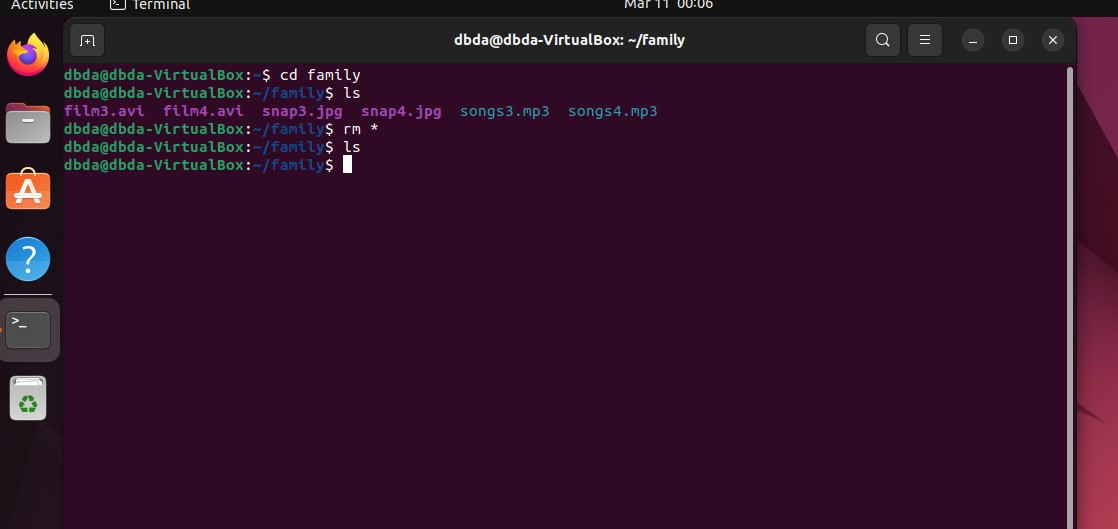 Activities Terminal Mar 11 00:06
dbda@dbda-VirtualBox: ~/family
dbda@dbda-VirtualBox:~$ cd family
dbda@dbda-VirtualBox:~/family$ ls
film3.avi film4.avi snap3.jpg snap4.jpg songs3.mp3 songs4.mp3
dbda@dbda-VirtualBox:~/family$ rm *
dbda@dbda-VirtualBox:~/family$ ls
dbda@dbda-VirtualBox:~/family$